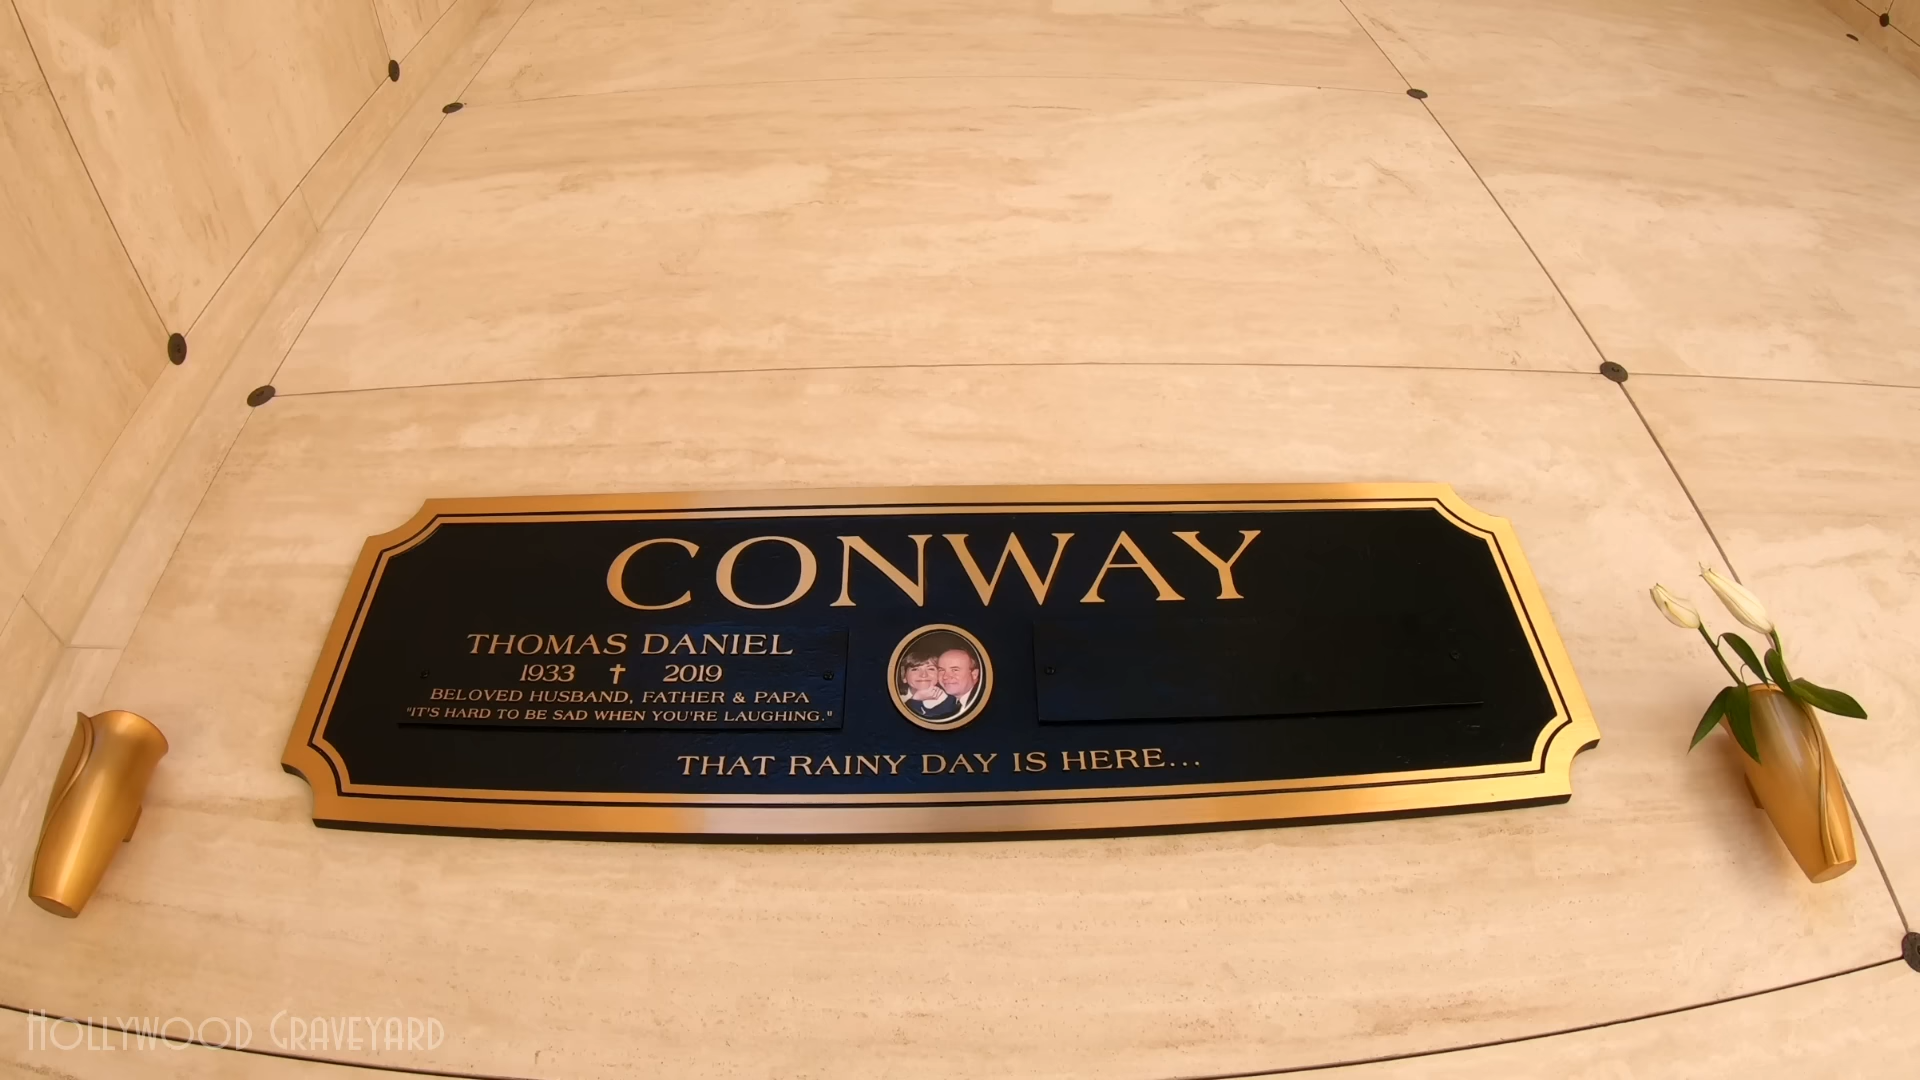 CONWAY
THOMAS DANIEL
1933 ✝ 2019
BELOVED HUSBAND, FATHER & PAPA
"IT'S HARD TO BE SAD WHEN YOU'RE LAUGHING."
THAT RAINY DAY IS HERE...
HOLLYWOOD GRAVEYARD